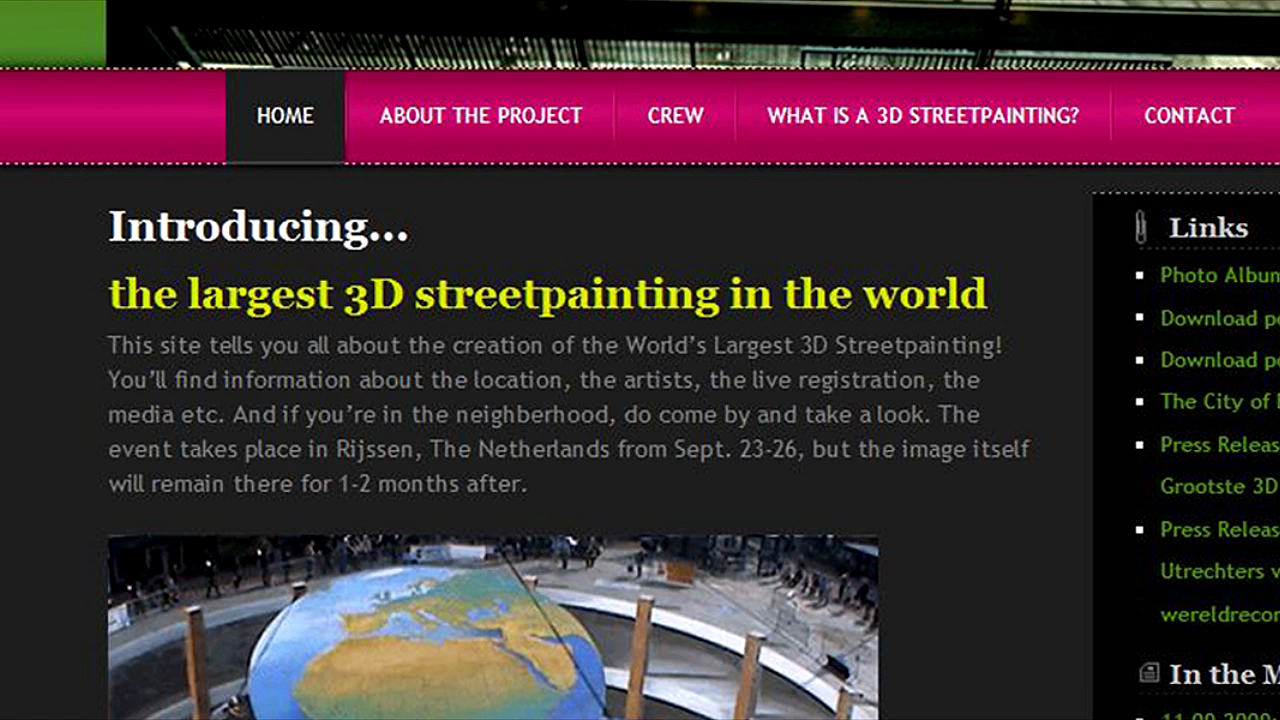 HOME ABOUT THE PROJECT CREW WHAT IS A 3D STREETPAINTING? CONTACT
Introducing...
the largest 3D streetpainting in the world
This site tells you all about the creation of the World's Largest 3D Streetpainting!
You'll find information about the location, the artists, the live registration, the
media etc. And if you're in the neighborhood, do come by and take a look. The
event takes place in Rijssen, The Netherlands from Sept. 23-26, but the image itself
will remain there for 1-2 months after.
Links
Photo
Download
Download
The City of
Press
Grootste 3D
Press
Utrechters
In the